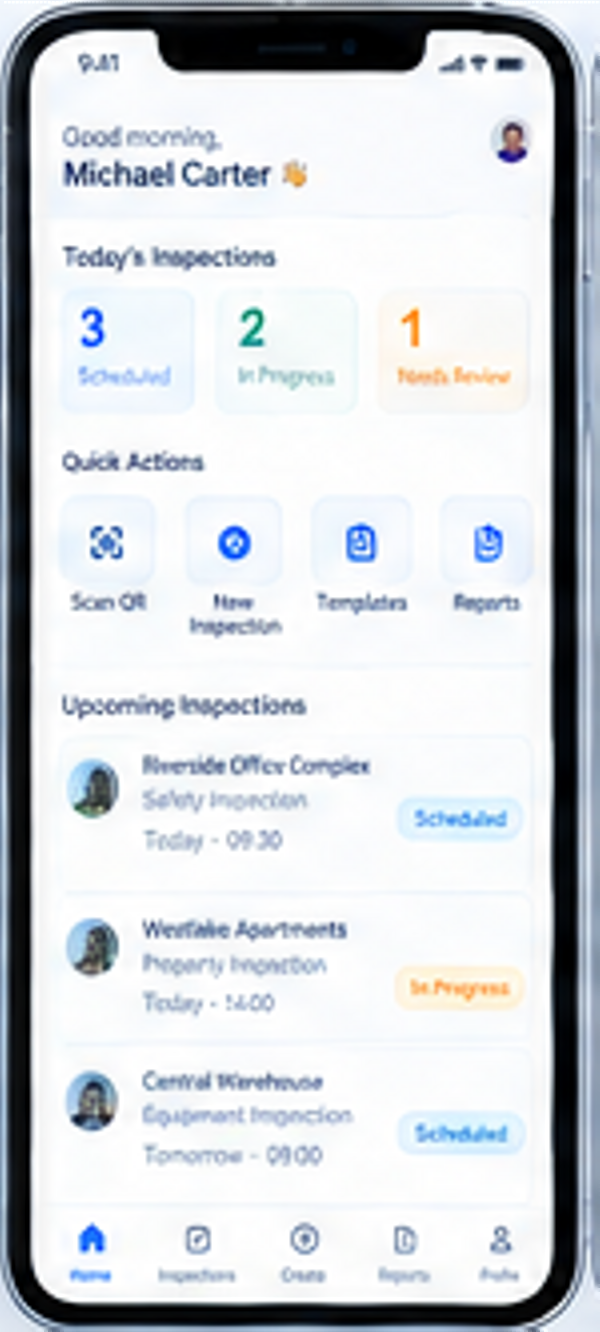 9:41
Good morning,
Michael Carter 👋
Today's Inspections
3
2
1
Scheduled
In Progress
Needs Review
Quick Actions
Scan QR
New
Inspection
Templates
Reports
Upcoming Inspections
Riverside Office Complex
Safety Inspection
Today - 09:30
Scheduled
Westlake Apartments
Property Inspection
Today - 14:00
In Progress
Central Warehouse
Equipment Inspection
Tomorrow - 09:00
Scheduled
Home
Inspections
Create
Reports
Profile